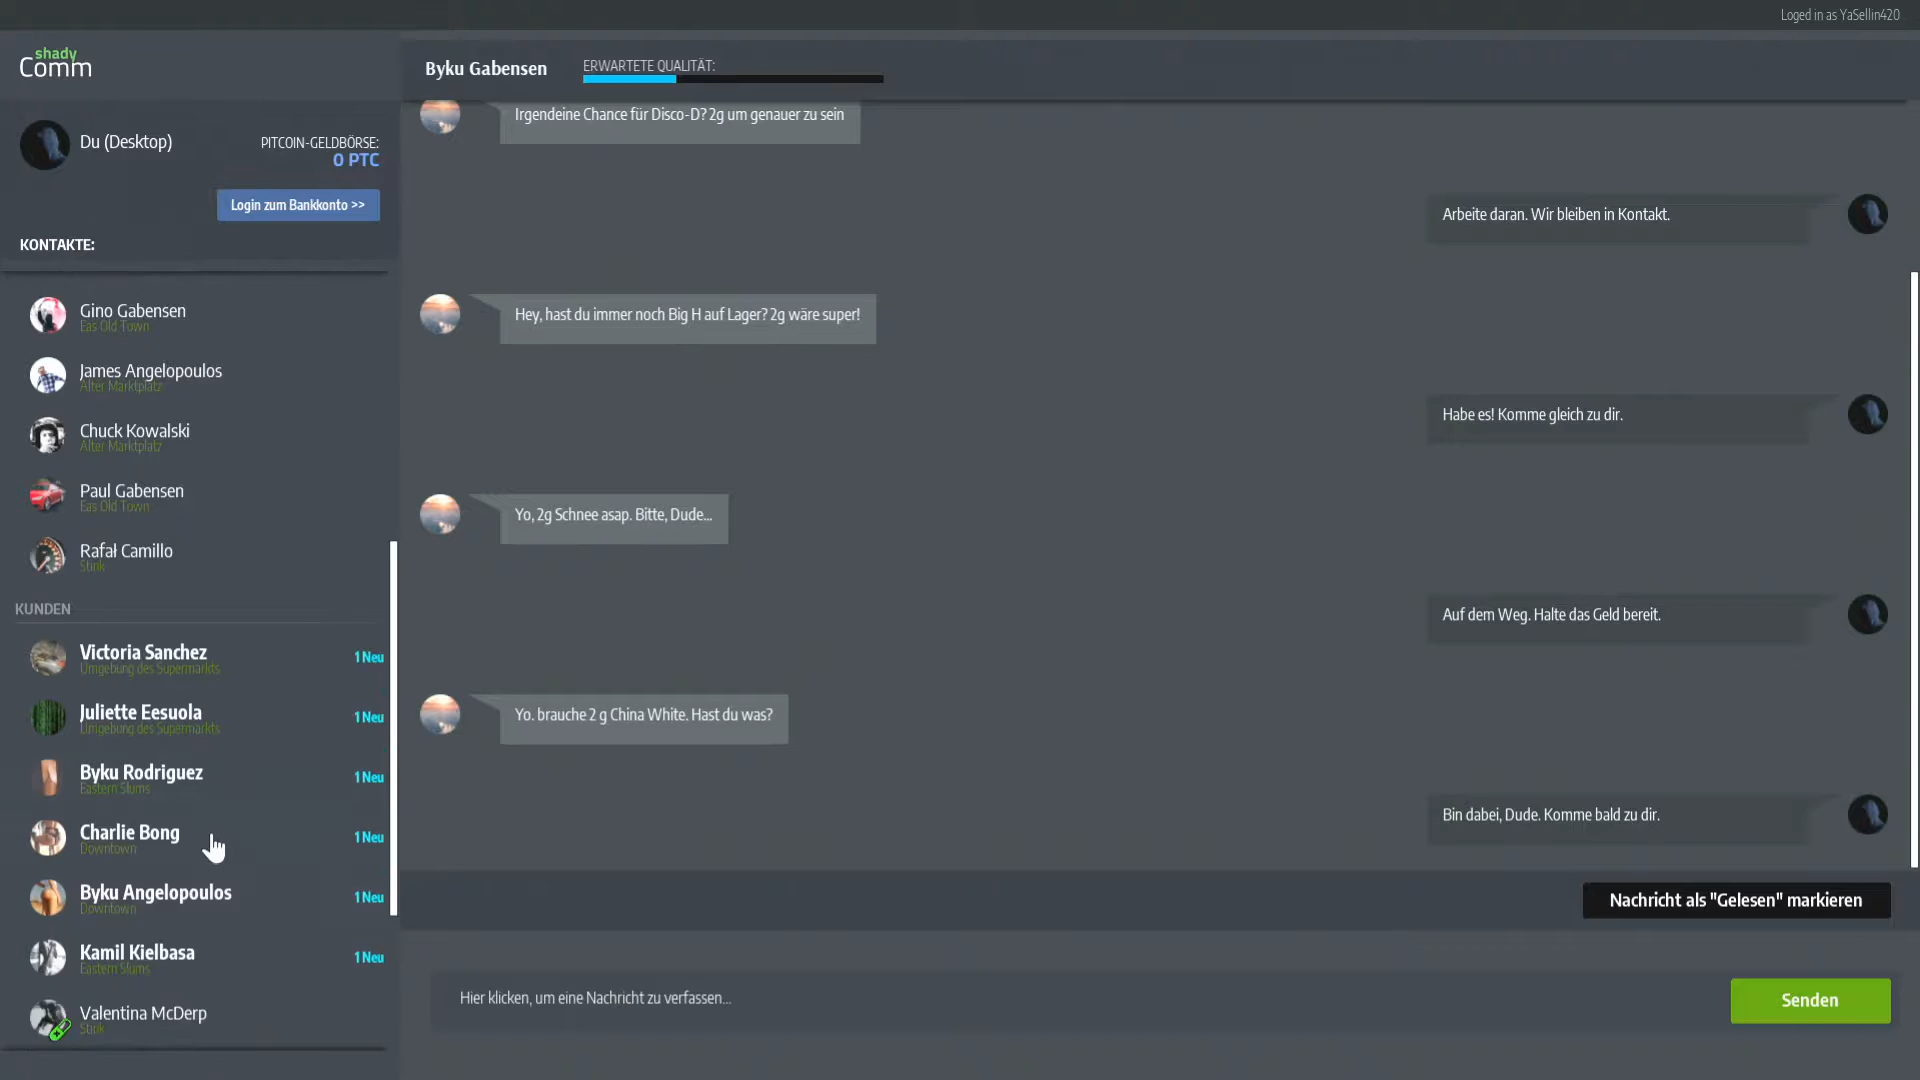 Loged in as YaSellin420
shady
Comm
Du (Desktop)
PITCOIN-GELDBÖRSE:
0 PTC
Login zum Bankkonto >>
KONTAKTE:
Gino Gabensen
Eas Old Town
James Angelopoulos
Alter Marktplatz
Chuck Kowalski
Alter Marktplatz
Paul Gabensen
Eas Old Town
Rafał Camillo
Stink
KUNDEN
Victoria Sanchez
Umgebung des Supermarkts
1 Neu
Juliette Eesuola
Umgebung des Supermarkts
1 Neu
Byku Rodriguez
Eastern Slums
1 Neu
Charlie Bong
Downtown
1 Neu
Byku Angelopoulos
Downtown
1 Neu
Kamil Kielbasa
Eastern Slums
1 Neu
Valentina McDerp
Stink
Byku Gabensen
ERWARTETE QUALITÄT:
Irgendeine Chance für Disco-D? 2g um genauer zu sein
Arbeite daran. Wir bleiben in Kontakt.
Hey, hast du immer noch Big H auf Lager? 2g wäre super!
Habe es! Komme gleich zu dir.
Yo, 2g Schnee asap. Bitte, Dude...
Auf dem Weg. Halte das Geld bereit.
Yo. brauche 2 g China White. Hast du was?
Bin dabei, Dude. Komme bald zu dir.
Nachricht als "Gelesen" markieren
Hier klicken, um eine Nachricht zu verfassen...
Senden